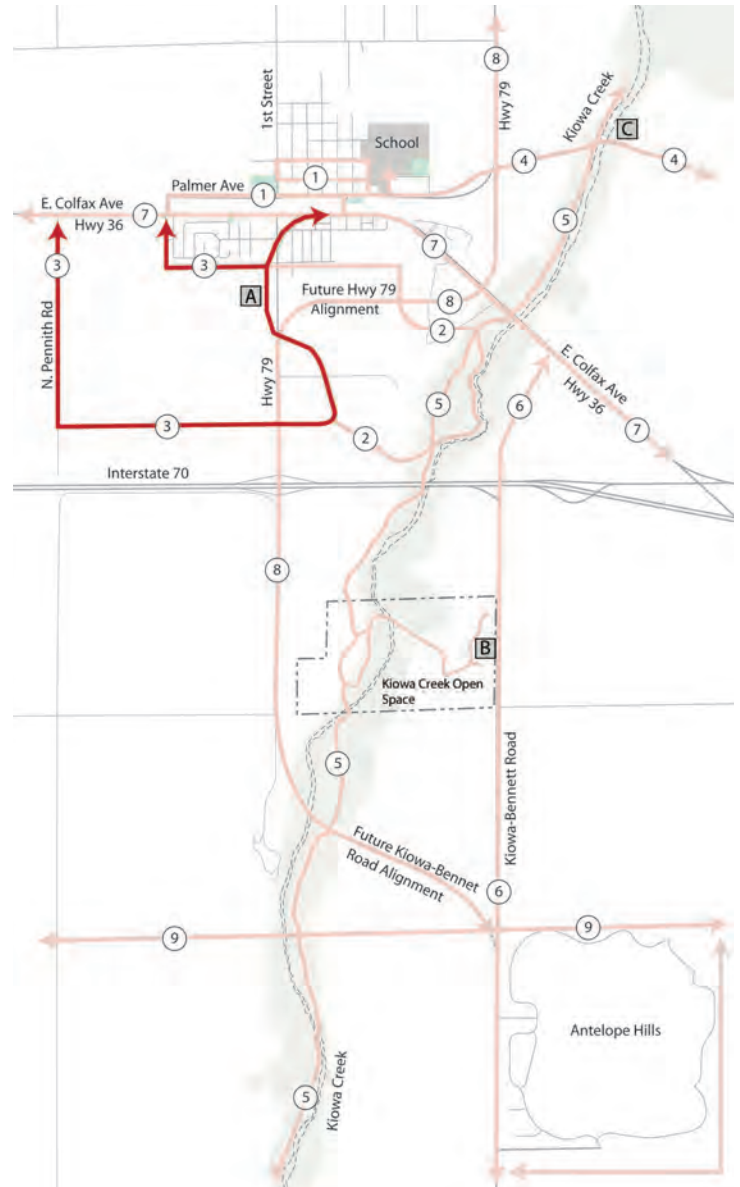 8
1st Street
Hwy 79
Kiowa Creek
School
C
4
4
Palmer Ave
1
1
E. Colfax Ave
7
Hwy 36
5
7
3
3
A
Future Hwy 79
Alignment
8
2
N. Pennith Rd
Hwy 79
E. Colfax Ave
Hwy 36
5
6
7
3
2
Interstate 70
8
B
Kiowa Creek Open
Space
5
Kiowa-Bennett Road
Future Kiowa-Bennet
Road Alignment
6
9
9
Antelope Hills
5
Kiowa Creek